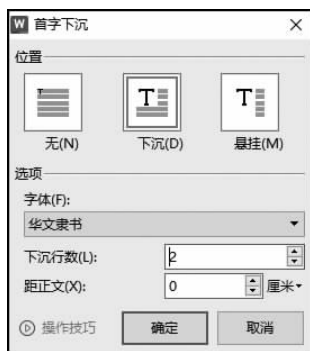 W 首字下沉
位置
无(N) 下沉(D) 悬挂(M)
选项
字体(F):
华文隶书
下沉行数(L): 2
距正文(X): 0 厘米
操作技巧 确定 取消